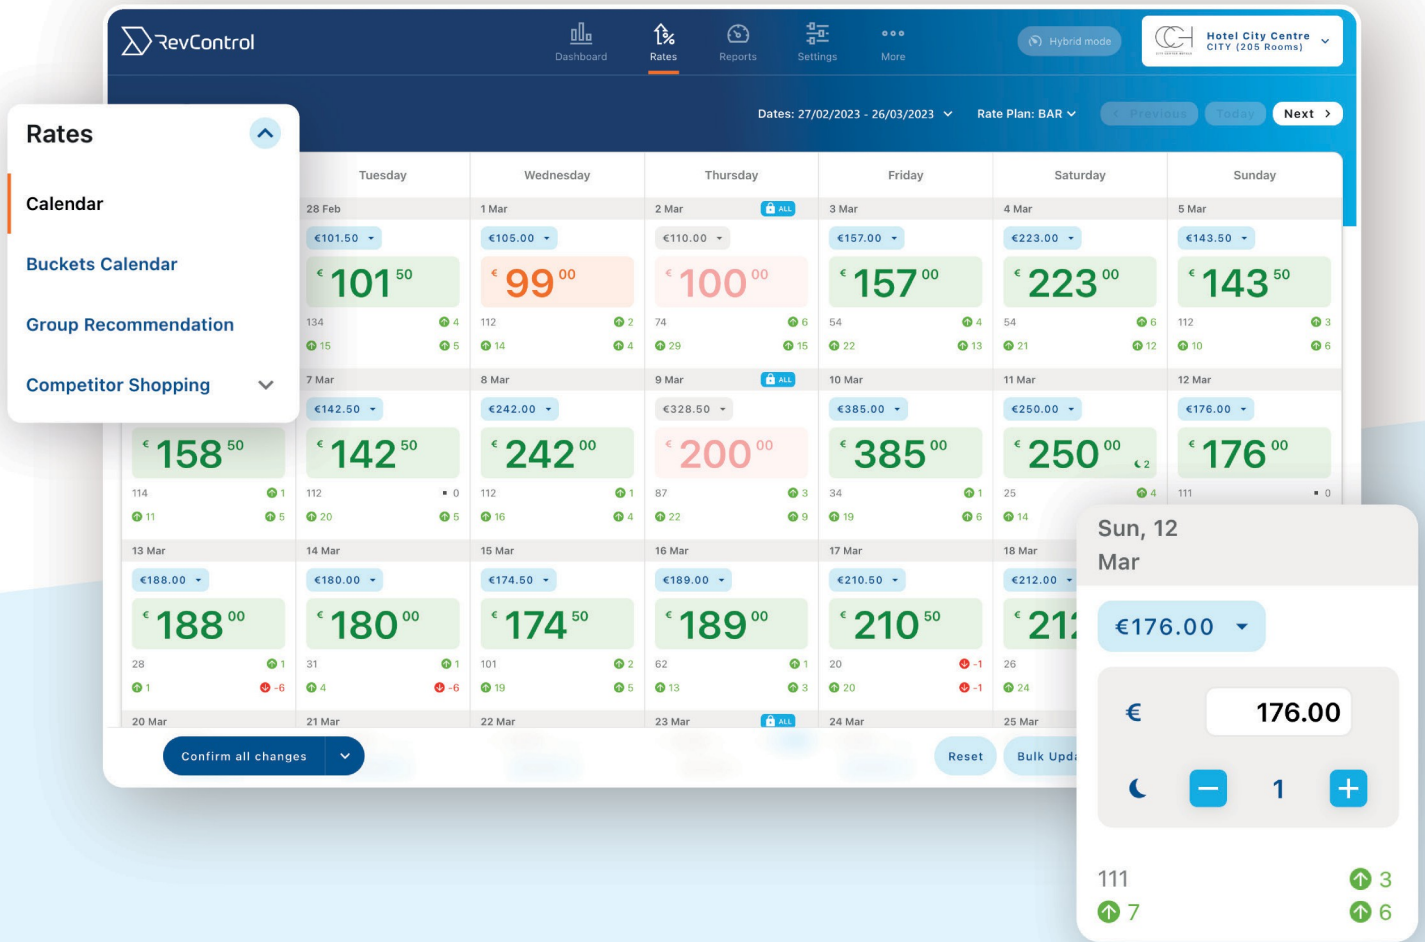 RevControl
Dashboard
Rates
Reports
Settings
More
Hybrid mode
CCH
Hotel City Centre
CITY (205 Rooms)
Dates: 27/02/2023 - 26/03/2023
Rate Plan: BAR
Previous
Today
Next
Rates
Calendar
Buckets Calendar
Group Recommendation
Competitor Shopping
Tuesday Wednesday Thursday Friday Saturday Sunday
28 Feb 1 Mar 2 Mar ALL 3 Mar 4 Mar 5 Mar
€101.50 €105.00 €110.00 €157.00 €223.00 €143.50
€ 101 50 € 99 00 € 100 00 € 157 00 € 223 00 € 143 50
134 4 112 2 74 6 54 4 54 6 112 3
15 5 14 4 29 15 22 13 21 12 10 6
7 Mar 8 Mar 9 Mar ALL 10 Mar 11 Mar 12 Mar
€142.50 €242.00 €328.50 €385.00 €250.00 €176.00
€ 158 50 € 142 50 € 242 00 € 200 00 € 385 00 € 250 00 2 € 176 00
114 1 112 0 112 1 87 3 34 1 25 4 111 0
11 5 20 5 16 4 22 9 19 6 14
13 Mar 14 Mar 15 Mar 16 Mar 17 Mar 18 Mar
€188.00 €180.00 €174.50 €189.00 €210.50 €212.00
€ 188 00 € 180 00 € 174 50 € 189 00 € 210 50 € 212
28 1 31 1 101 2 62 1 20 -1 26
1 -6 4 -6 19 5 13 3 20 -1 24
20 Mar 21 Mar 22 Mar 23 Mar ALL 24 Mar 25 Mar
Confirm all changes
Reset
Bulk Upda
Sun, 12
Mar
€176.00
€ 176.00
1
111 3
7 6